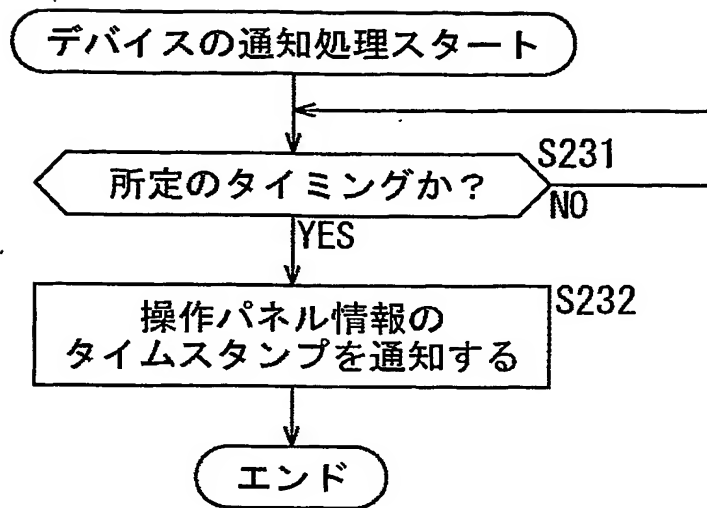 デバイスの通知処理スタート
所定のタイミングか？
S231
NO
YES
操作パネル情報の
タイムスタンプを通知する
S232
エンド